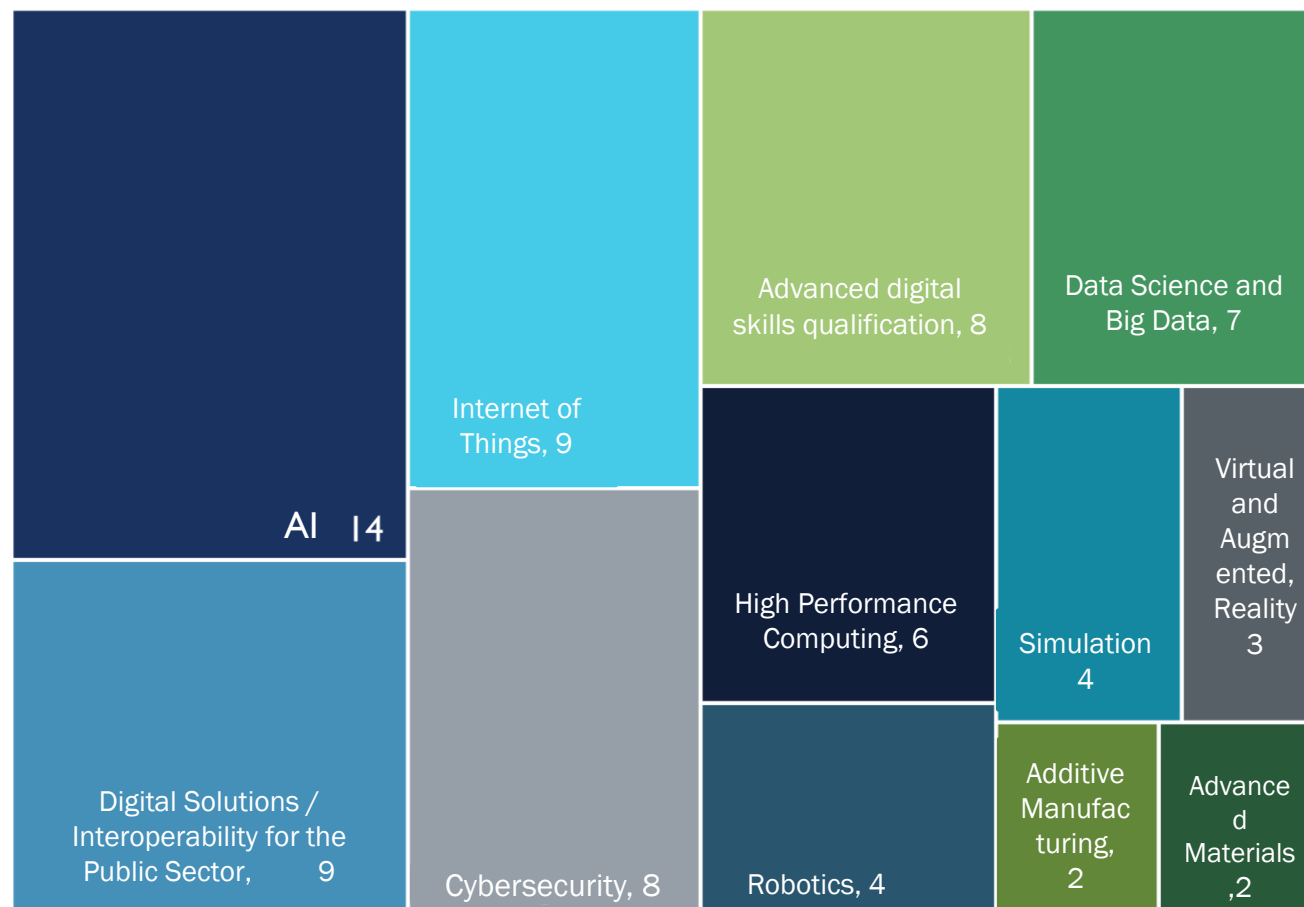 AI 14
Digital Solutions /
Interoperability for the
Public Sector, 9
Internet of
Things, 9
Cybersecurity, 8
Advanced digital
skills qualification, 8
Data Science and
Big Data, 7
High Performance
Computing, 6
Robotics, 4
Simulation
4
Virtual
and
Augm
ented,
Reality
3
Additive
Manufac
turing,
2
Advance
d
Materials
,2